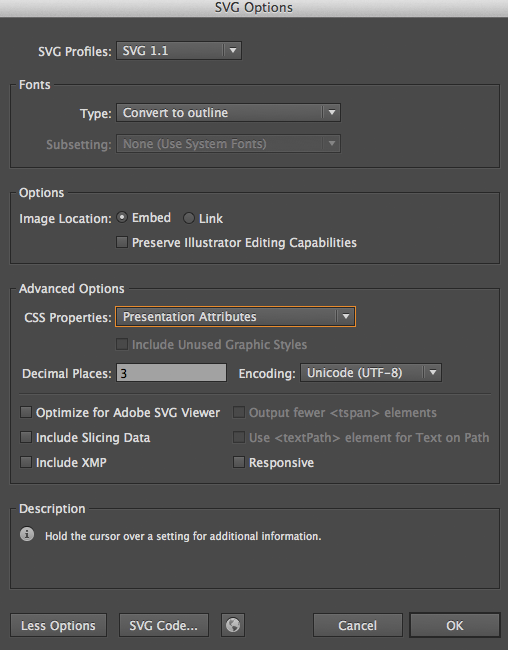 SVG Options
SVG Profiles: SVG 1.1
Fonts
Type: Convert to outline
Subsetting: None (Use System Fonts)
Options
Image Location: Embed Link
Preserve Illustrator Editing Capabilities
Advanced Options
CSS Properties: Presentation Attributes
Include Unused Graphic Styles
Decimal Places: 3 Encoding: Unicode (UTF-8)
Optimize for Adobe SVG Viewer Output fewer <tspan> elements
Include Slicing Data Use <textPath> element for Text on Path
Include XMP Responsive
Description
Hold the cursor over a setting for additional information.
Less Options SVG Code... Cancel OK